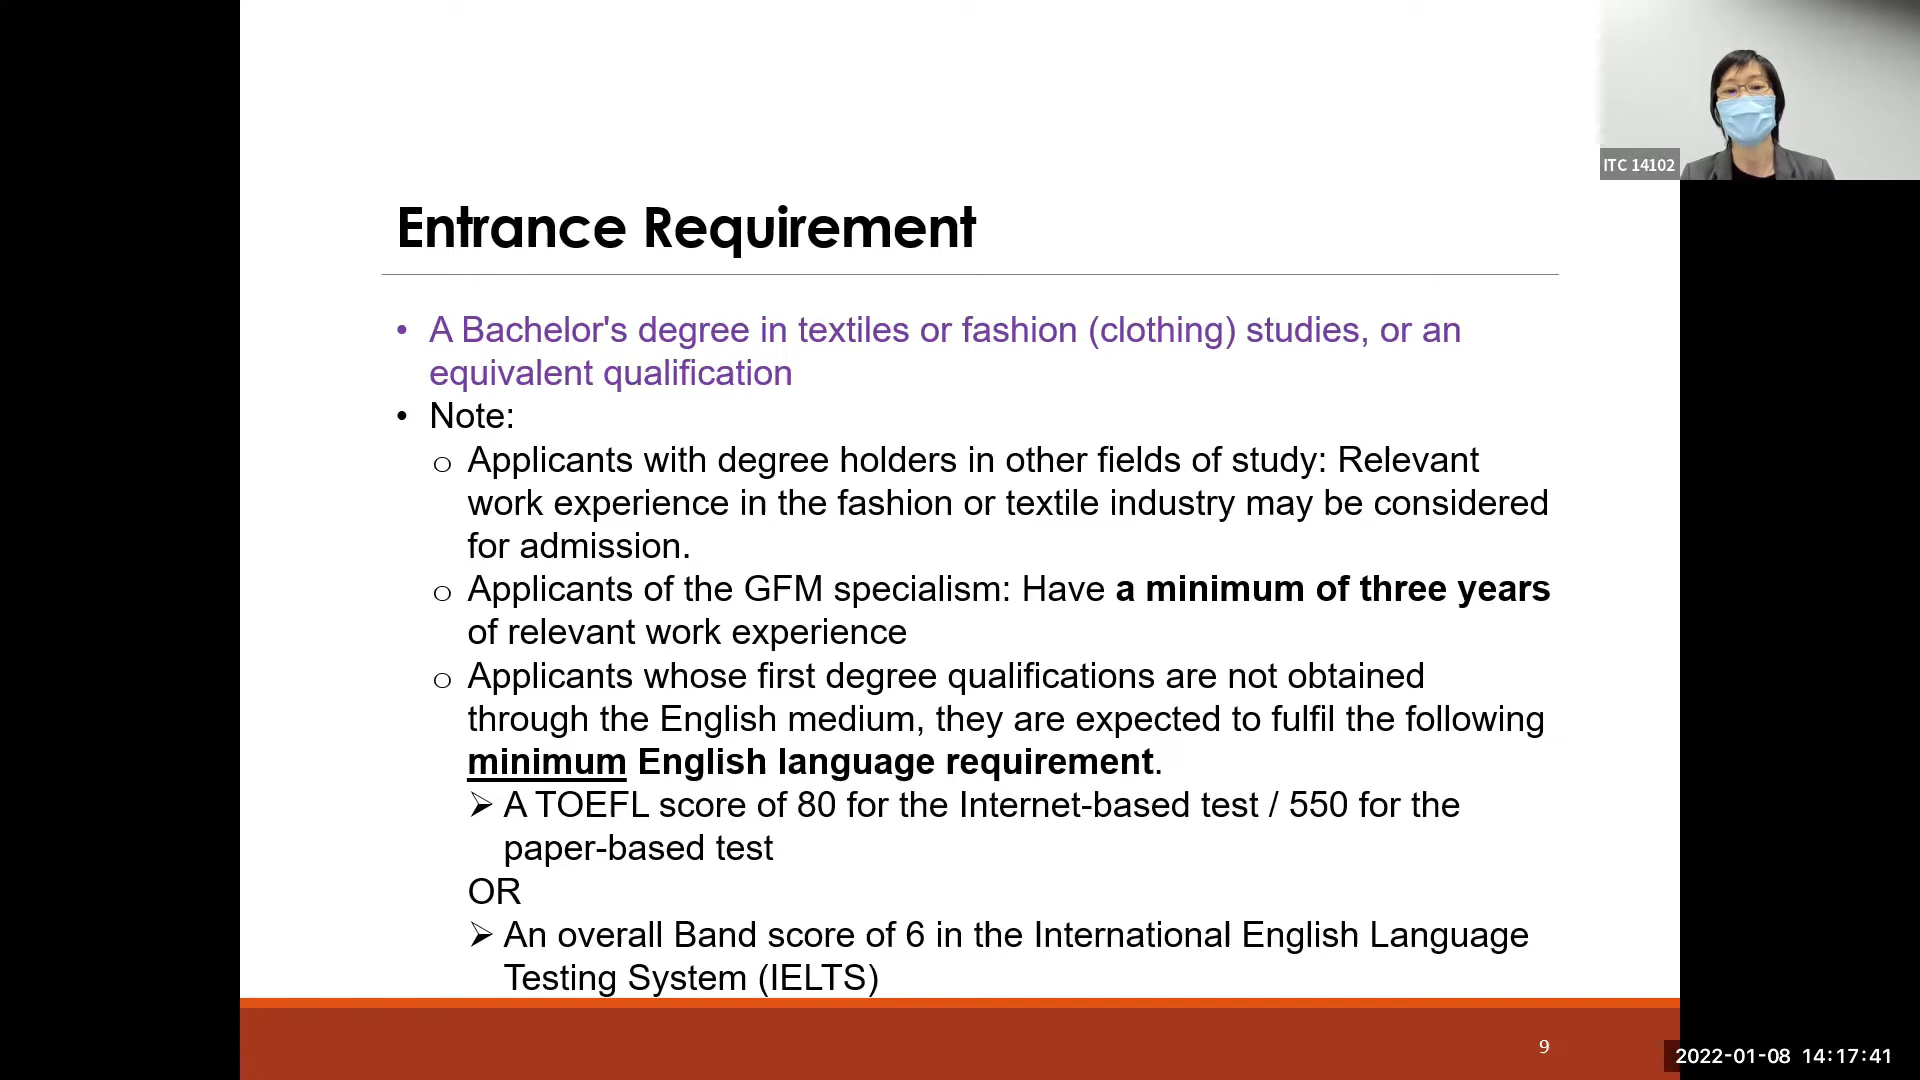 ITC 14102
Entrance Requirement
• A Bachelor's degree in textiles or fashion (clothing) studies, or an
equivalent qualification
• Note:
o Applicants with degree holders in other fields of study: Relevant
work experience in the fashion or textile industry may be considered
for admission.
o Applicants of the GFM specialism: Have a minimum of three years
of relevant work experience
o Applicants whose first degree qualifications are not obtained
through the English medium, they are expected to fulfil the following
minimum English language requirement.
➢ A TOEFL score of 80 for the Internet-based test / 550 for the
paper-based test
OR
➢ An overall Band score of 6 in the International English Language
Testing System (IELTS)
9
2022-01-08 14:17:41